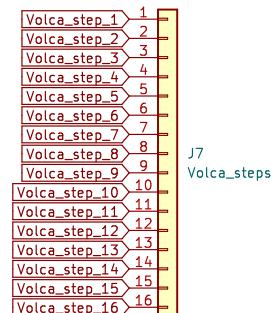 Volca_step_1 1
Volca_step_2 2
Volca_step_3 3
Volca_step_4 4
Volca_step_5 5
Volca_step_6 6
Volca_step_7 7
Volca_step_8 8
J7
Volca_step_9 9
Volca_steps
Volca_step_10 10
Volca_step_11 11
Volca_step_12 12
Volca_step_13 13
Volca_step_14 14
Volca_step_15 15
Volca_step_16 16